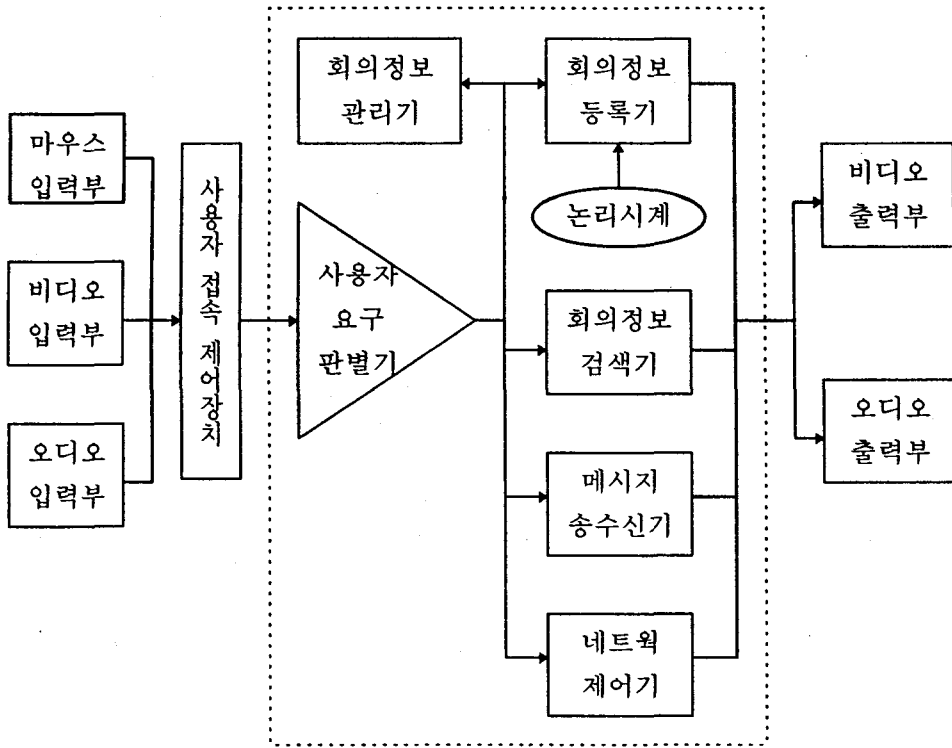 마우스
입력부
비디오
입력부
오디오
입력부
사용자 접속 제어장치
사용자
요구
판별기
회의정보
관리기
회의정보
등록기
논리시계
회의정보
검색기
메시지
송수신기
네트웍
제어기
비디오
출력부
오디오
출력부